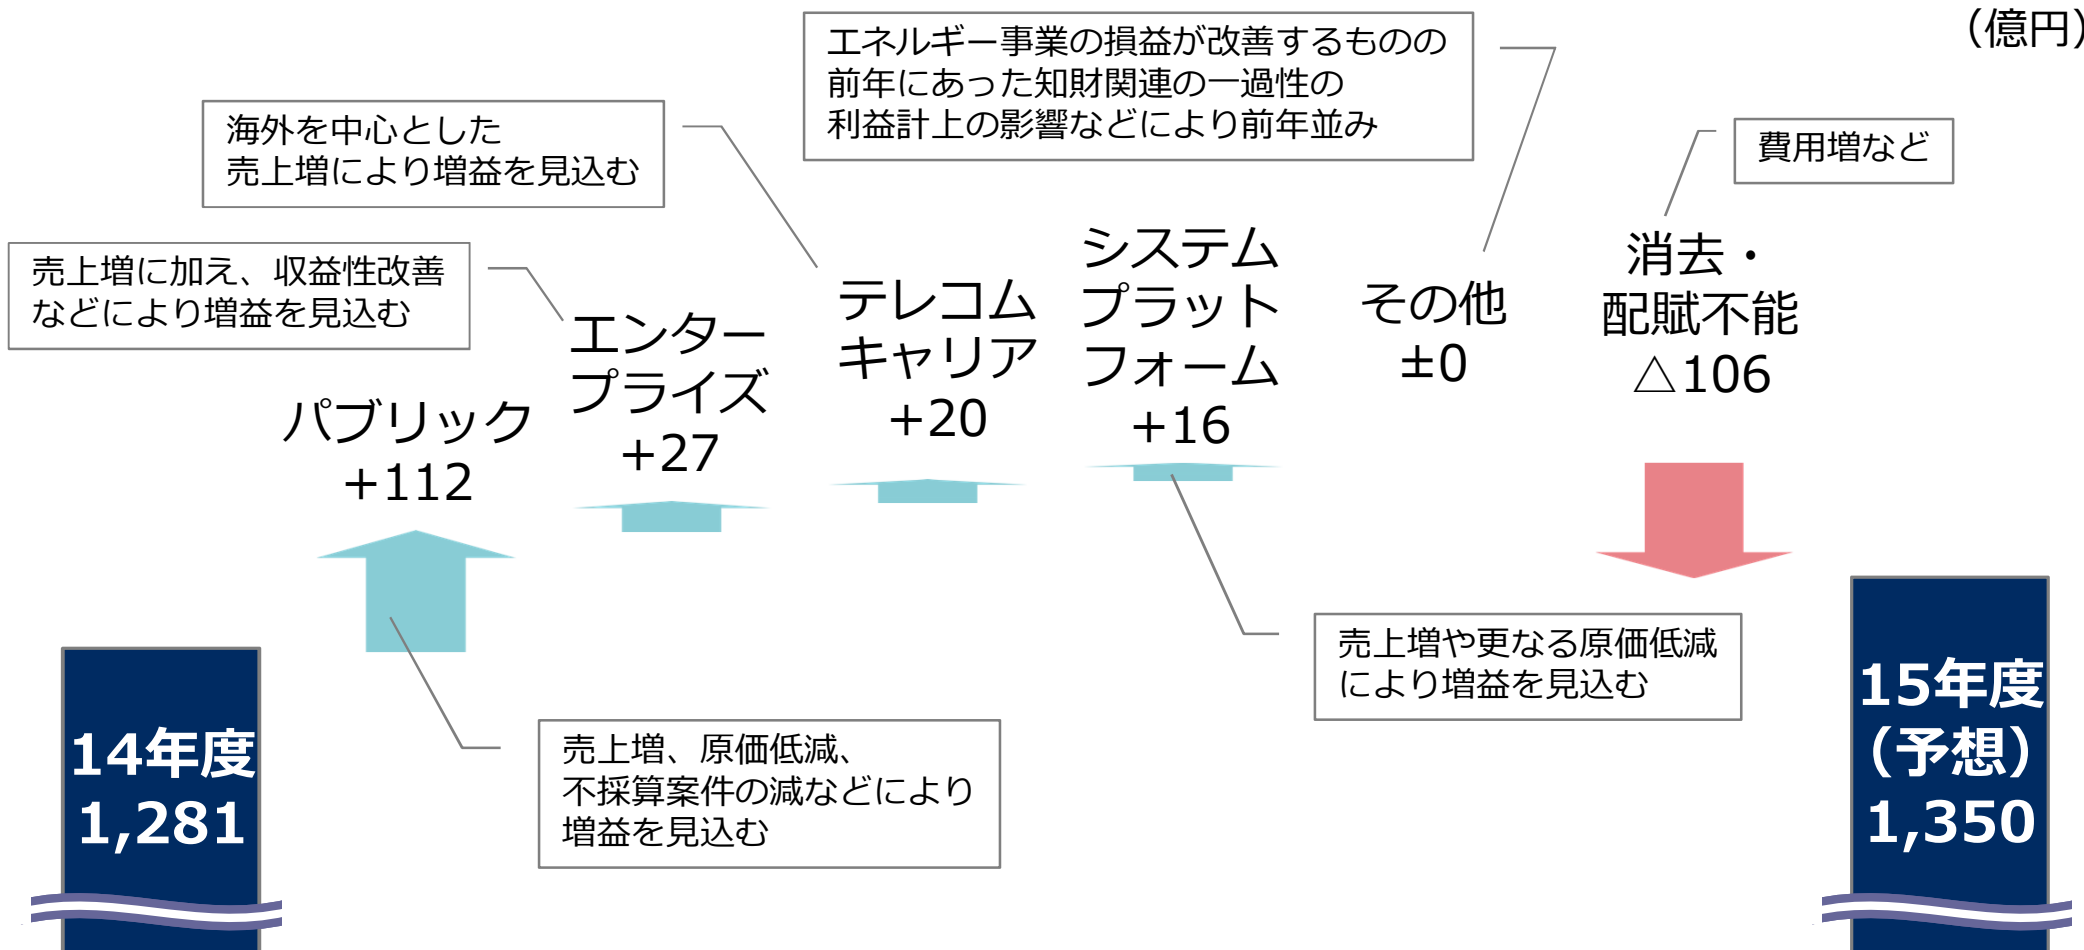 （億円）
エネルギー事業の損益が改善するものの
前年にあった知財関連の一過性の
利益計上の影響などにより前年並み
海外を中心とした
売上増により増益を見込む
費用増など
売上増に加え、収益性改善
などにより増益を見込む
パブリック
+112
エンター
プライズ
+27
テレコム
キャリア
+20
システム
プラット
フォーム
+16
その他
±0
消去・
配賦不能
△106
売上増、原価低減、
不採算案件の減などにより
増益を見込む
売上増や更なる原価低減
により増益を見込む
14年度
1,281
15年度
（予想）
1,350